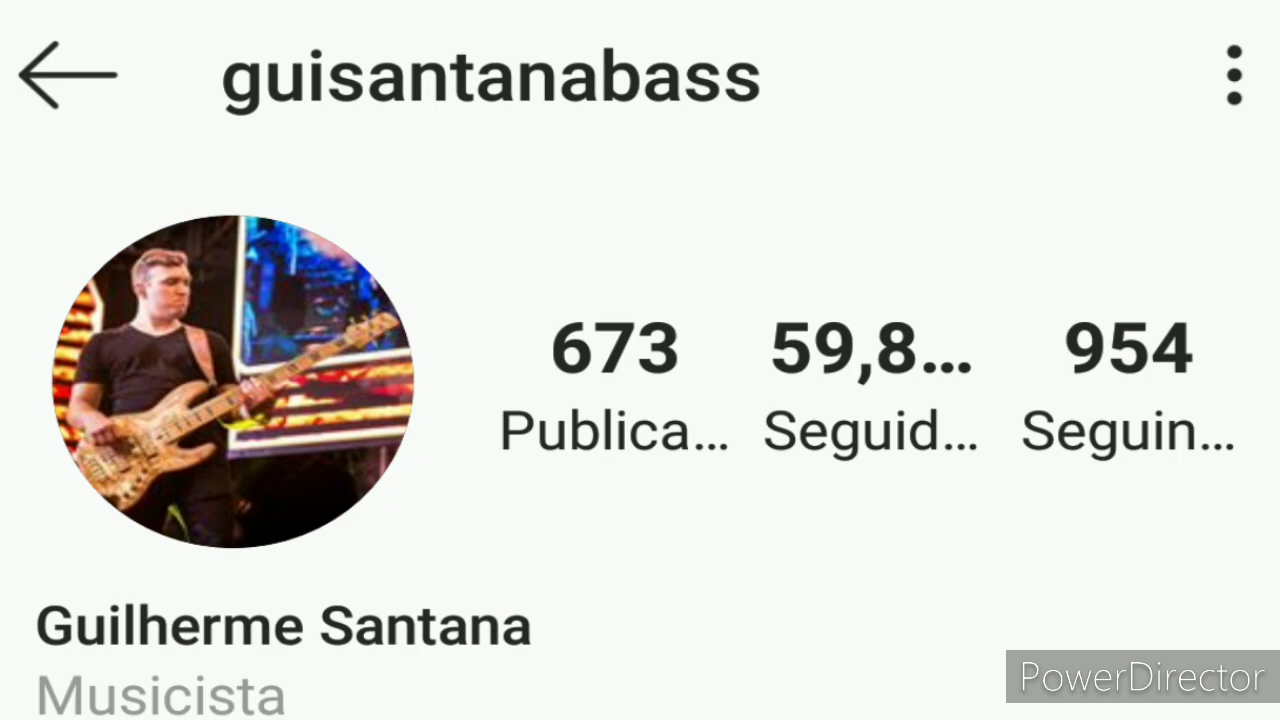 guisantanabass
673 59,8... 954
Publica... Seguid... Seguin...
Guilherme Santana
Musicista
PowerDirector